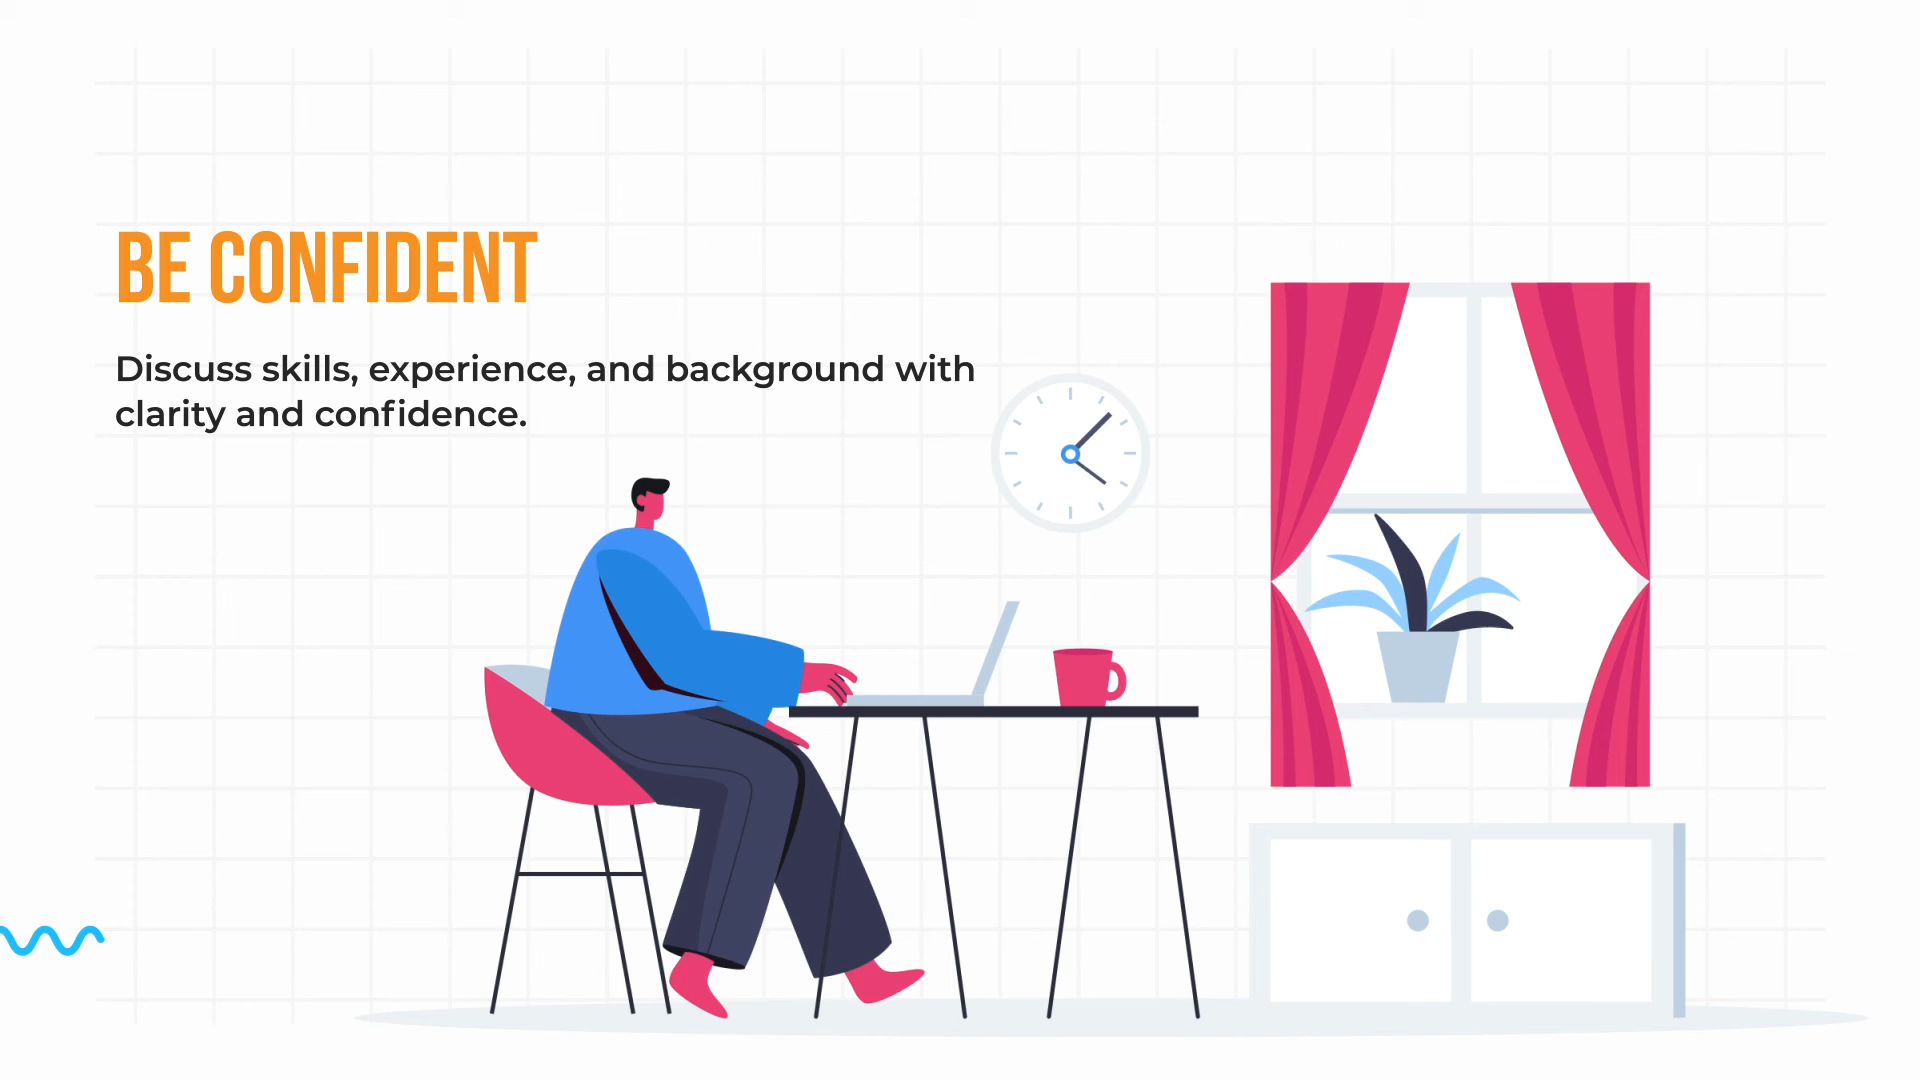 BE CONFIDENT
Discuss skills, experience, and background with
clarity and confidence.